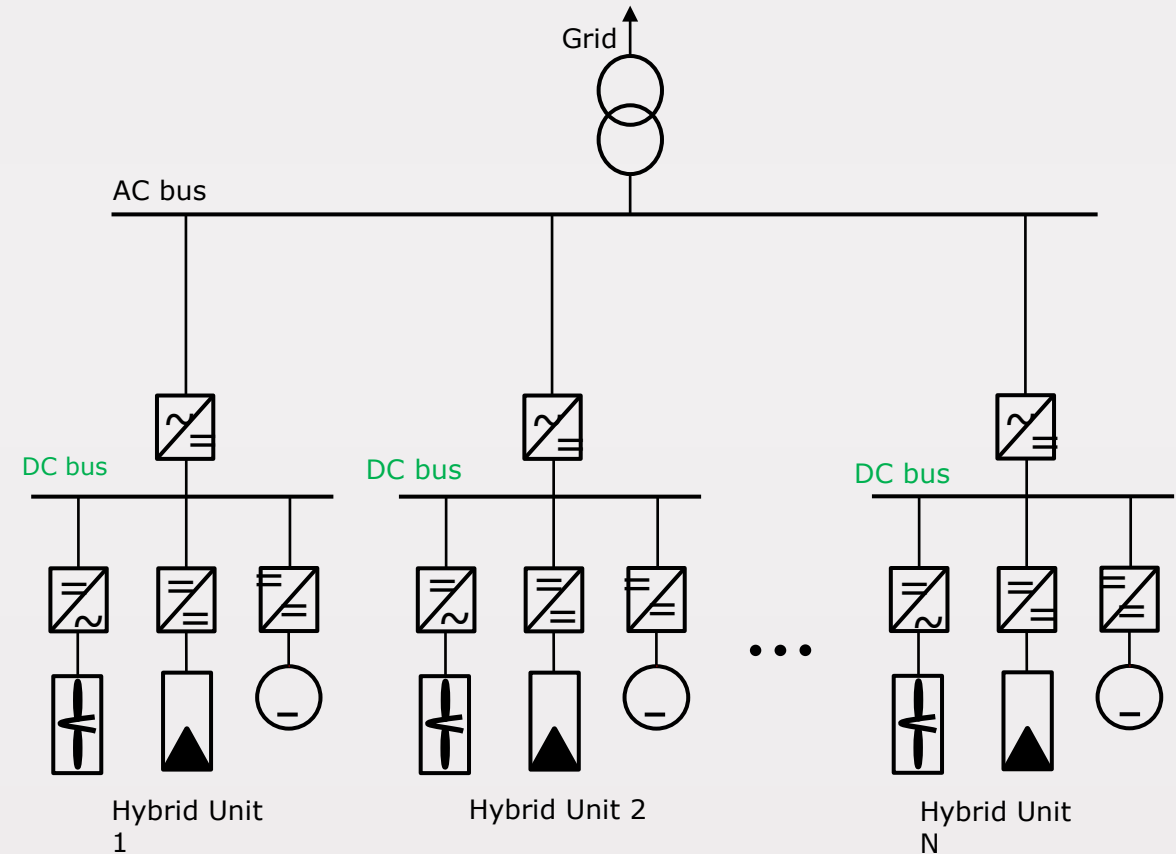 Grid
AC bus
DC bus
DC bus
DC bus
Hybrid Unit
1
Hybrid Unit 2
Hybrid Unit
N